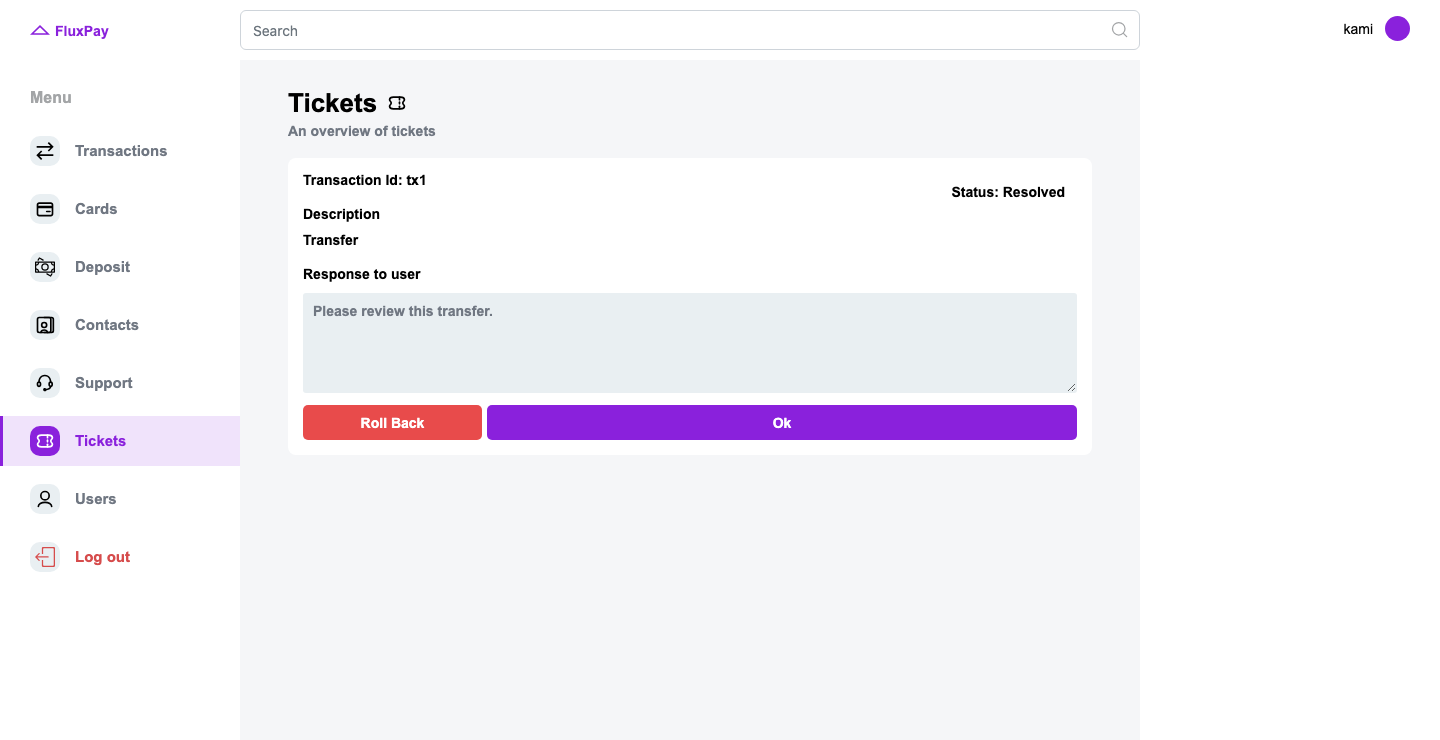 FluxPay
Search
kami
Menu
Transactions
Cards
Deposit
Contacts
Support
Tickets
Users
Log out
Tickets
An overview of tickets
Transaction Id: tx1
Status: Resolved
Description
Transfer
Response to user
Please review this transfer.
Roll Back
Ok